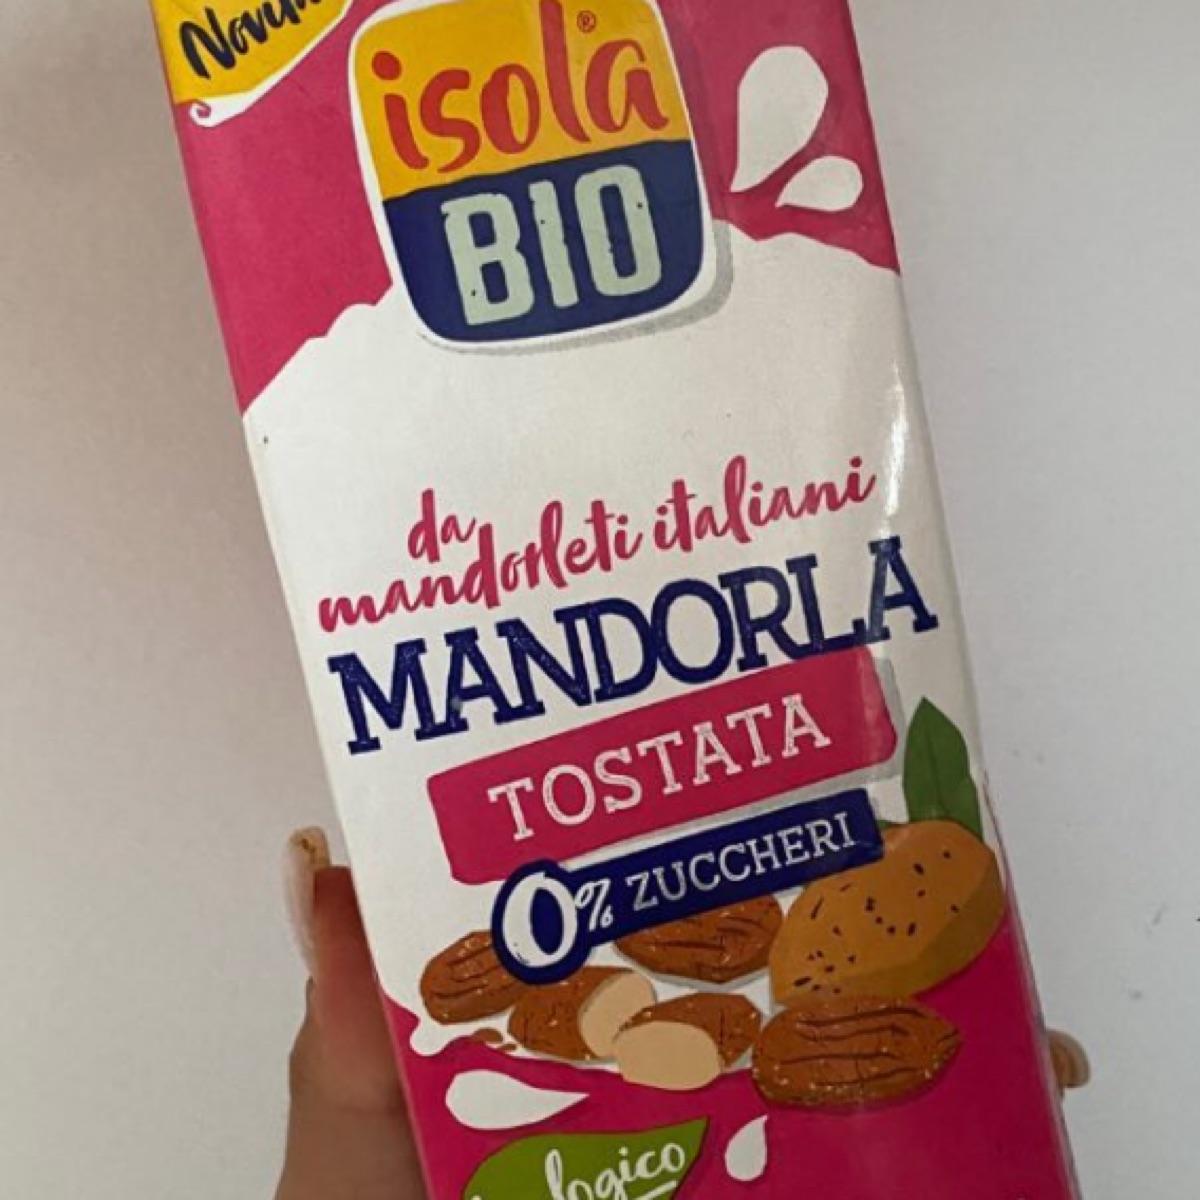 isola®
BIO
da
mandorleti italiani
MANDORLA
TOSTATA
0% ZUCCHERI